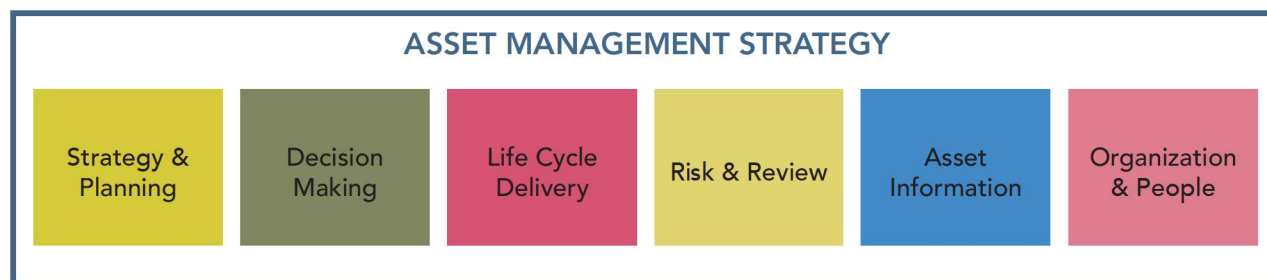 ASSET MANAGEMENT STRATEGY
Strategy &
Planning
Decision
Making
Life Cycle
Delivery
Risk & Review
Asset
Information
Organization
& People